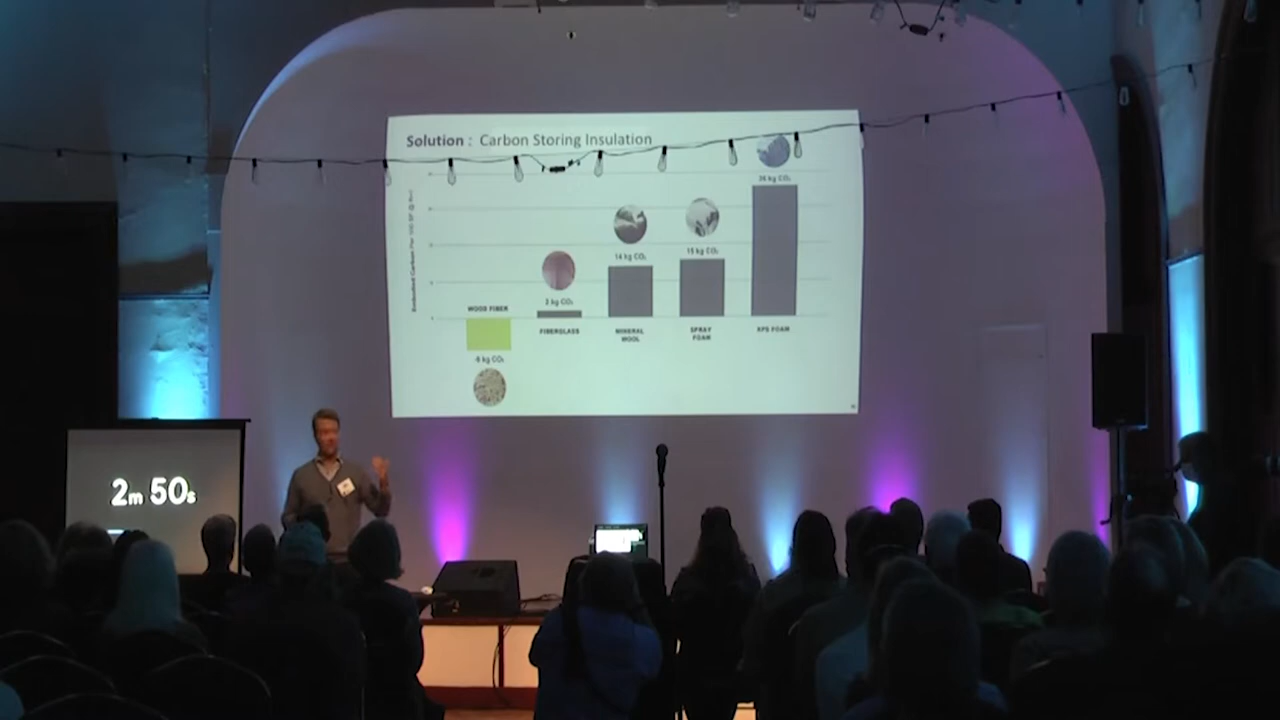 Solution : Carbon Storing Insulation
36 kg CO₂
14 kg CO₂
15 kg CO₂
2 kg CO₂
WOOD FIBER
FIBERGLASS
MINERAL
WOOL
SPRAY
FOAM
XPS FOAM
-8 kg CO₂
2m 50s